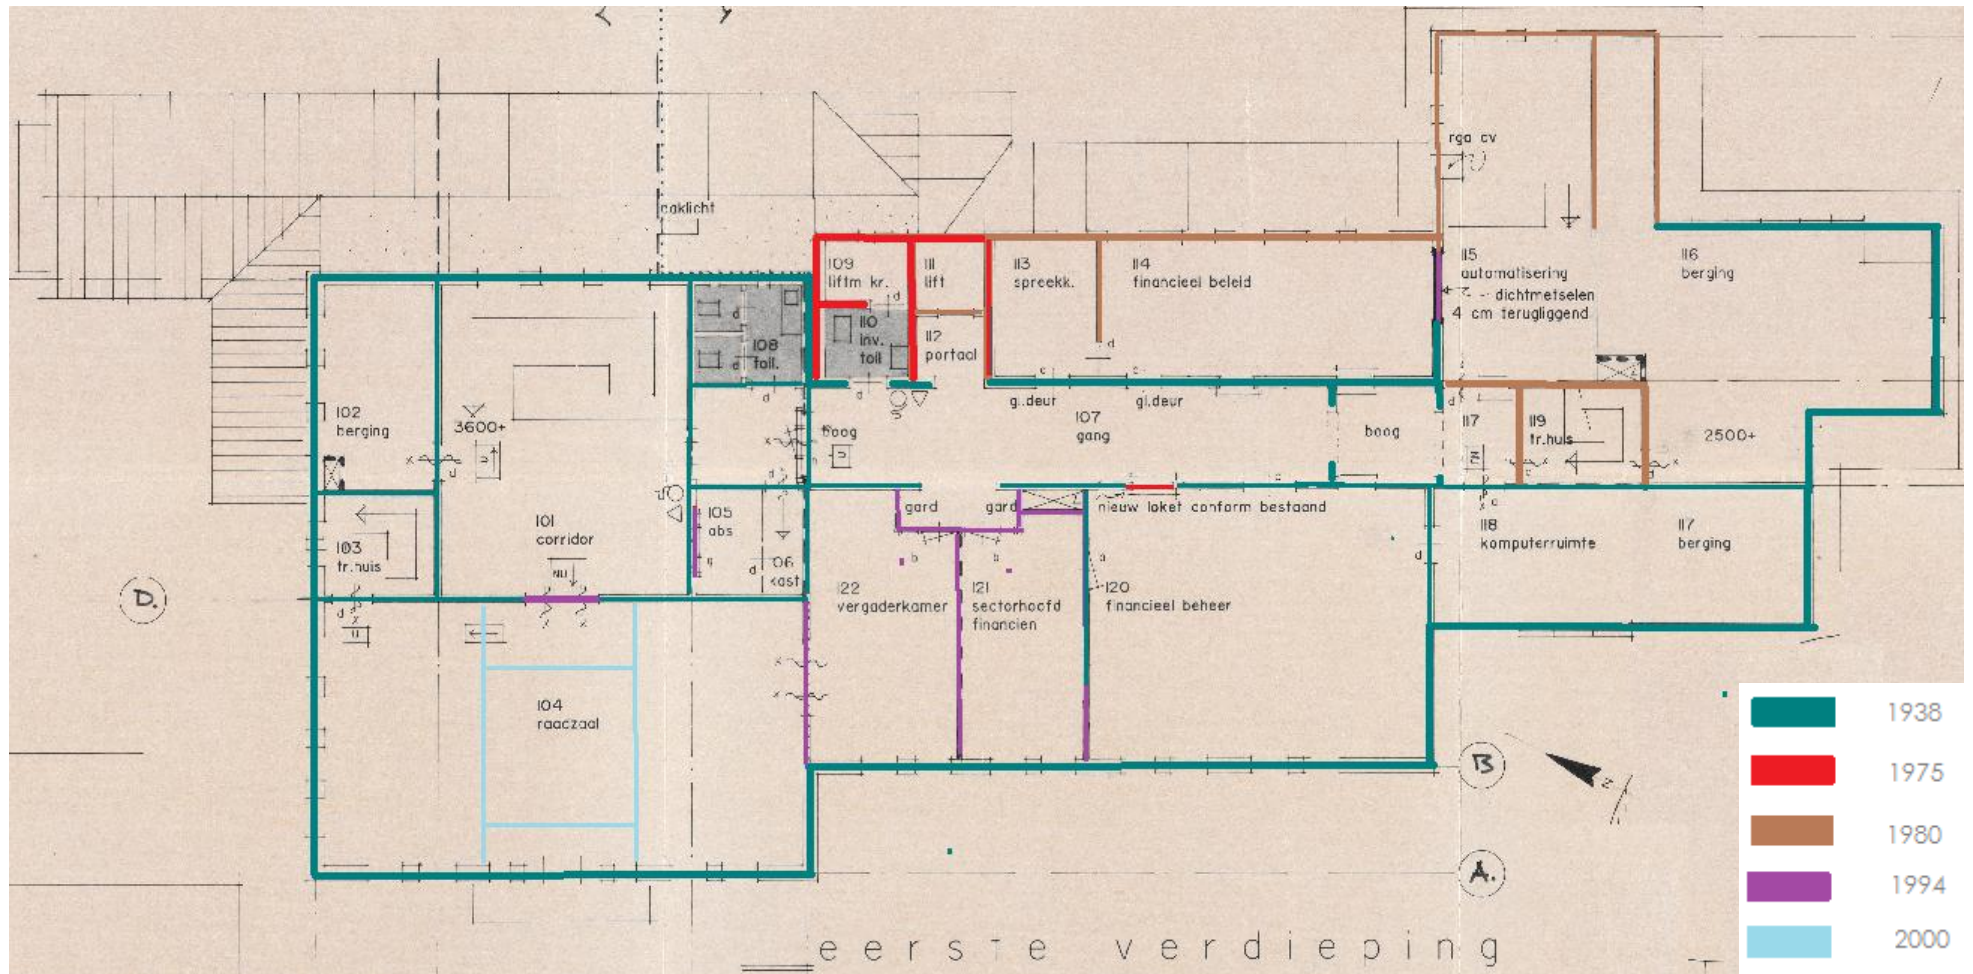 rga cv
caklicht
109
liftm kr.
d
111
lift
113
spreekk.
114
financieel beleid
115
automatisering
dichtmetselen
4 cm terugliggend
116
berging
108
toil.
d
d
110
inv.
toil
112
portaal
d
102
berging
3600+
d
boog
gl.deur
gl.deur
107
gang
boog
117
119
tr.huis
2500+
gard
gard
nieuw loket conform bestaand
103
tr.huis
101
corridor
105
abs
06
kast
d
122
vergaderkamer
121
sectorhoofd
financien
120
financieel beheer
118
komputerruimte
117
berging
D.
104
raadzaal
B
A.
N
eerste verdieping
1938
1975
1980
1994
2000